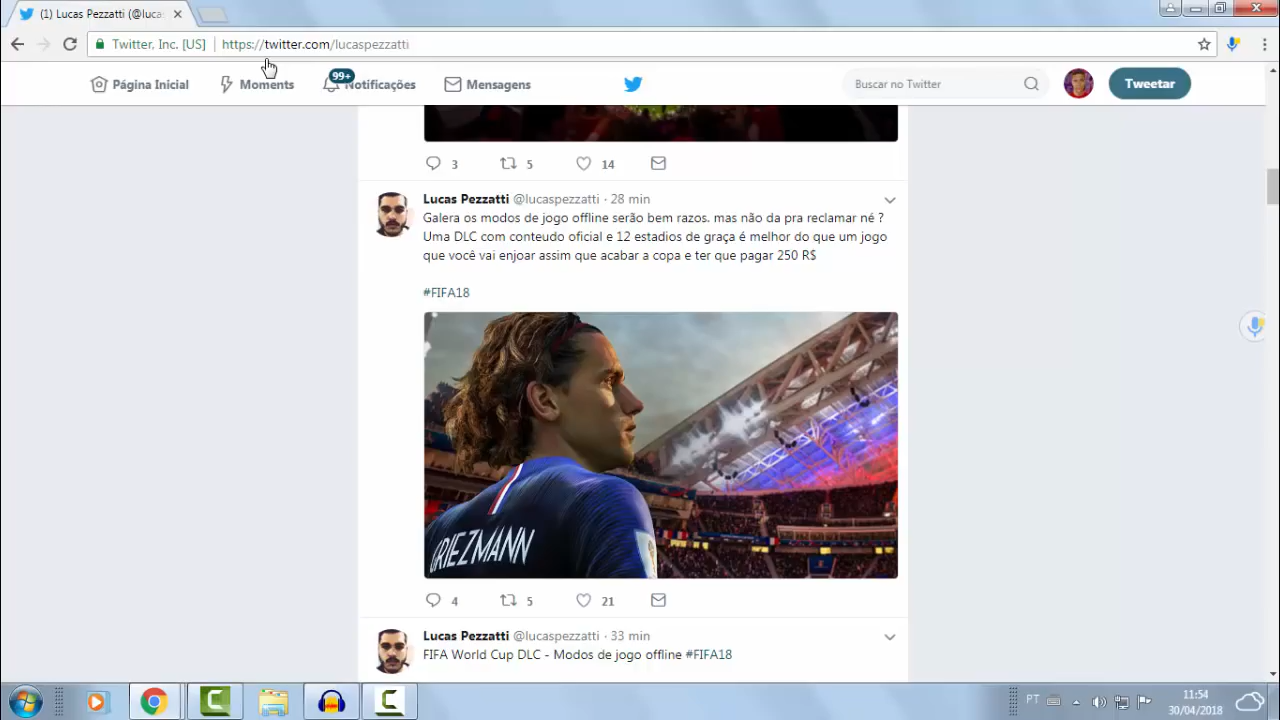 (1) Lucas Pezzatti (@lucas
Twitter, Inc. [US] https://twitter.com/lucaspezzatti
Página Inicial Moments 99+ Notificações Mensagens Buscar no Twitter Tweetar
3 5 14
Lucas Pezzatti @lucaspezzatti · 28 min
Galera os modos de jogo offline serão bem razos. mas não da pra reclamar né ?
Uma DLC com conteudo oficial e 12 estadios de graça é melhor do que um jogo
que você vai enjoar assim que acabar a copa e ter que pagar 250 R$
#FIFA18
GRIEZMANN
4 5 21
Lucas Pezzatti @lucaspezzatti · 33 min
FIFA World Cup DLC - Modos de jogo offline #FIFA18
PT 11:54
30/04/2018